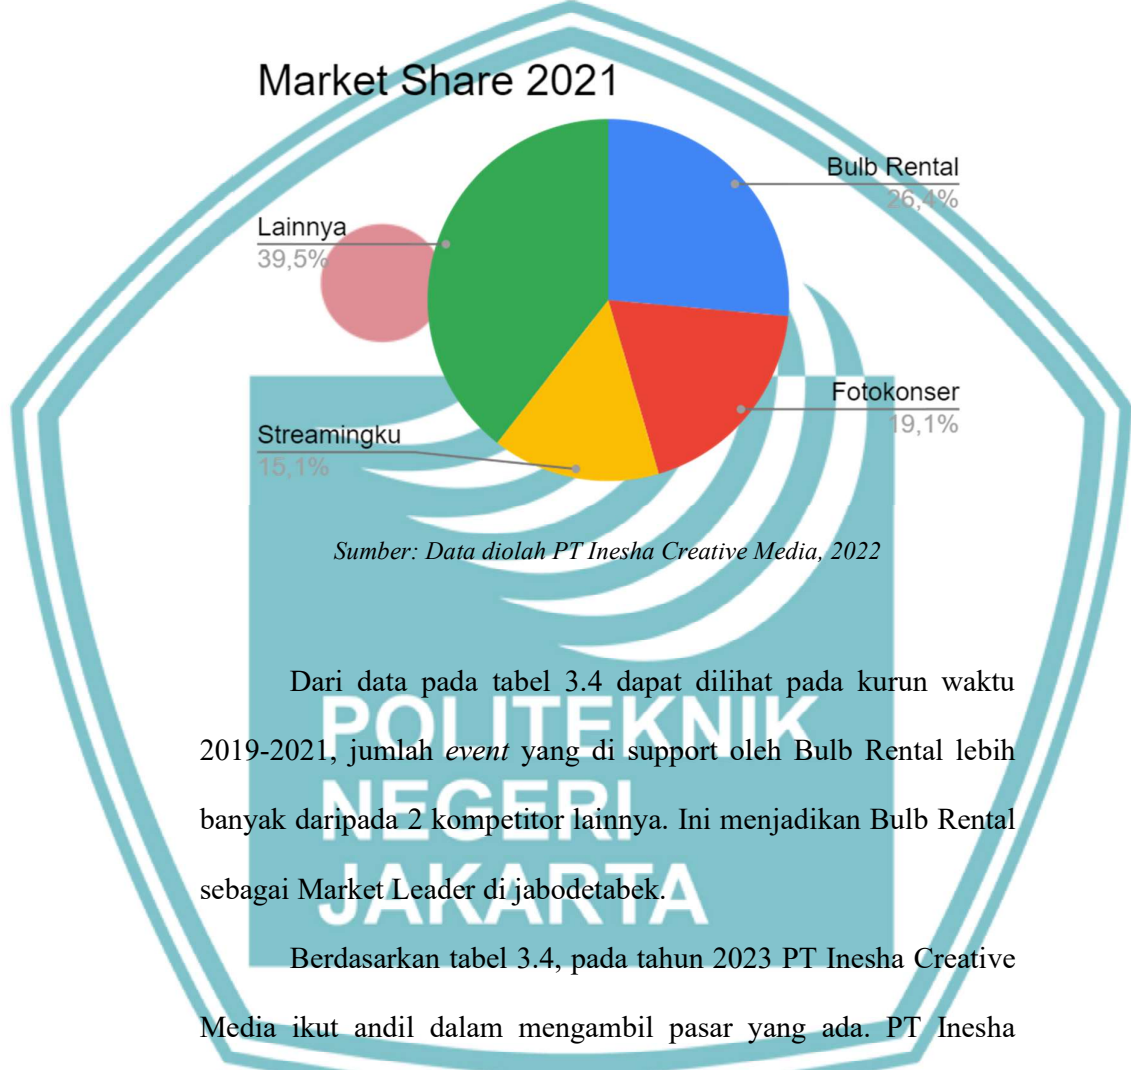 Market Share 2021
Bulb Rental
26,4%
Lainnya
39,5%
Fotokonser
19,1%
Streamingku
15,1%
Sumber: Data diolah PT Inesha Creative Media, 2022
Dari data pada tabel 3.4 dapat dilihat pada kurun waktu
2019-2021, jumlah event yang di support oleh Bulb Rental lebih
banyak daripada 2 kompetitor lainnya. Ini menjadikan Bulb Rental
sebagai Market Leader di jabodetabek.
Berdasarkan tabel 3.4, pada tahun 2023 PT Inesha Creative
Media ikut andil dalam mengambil pasar yang ada. PT Inesha
POLITEKNIK
NEGERI
JAKARTA